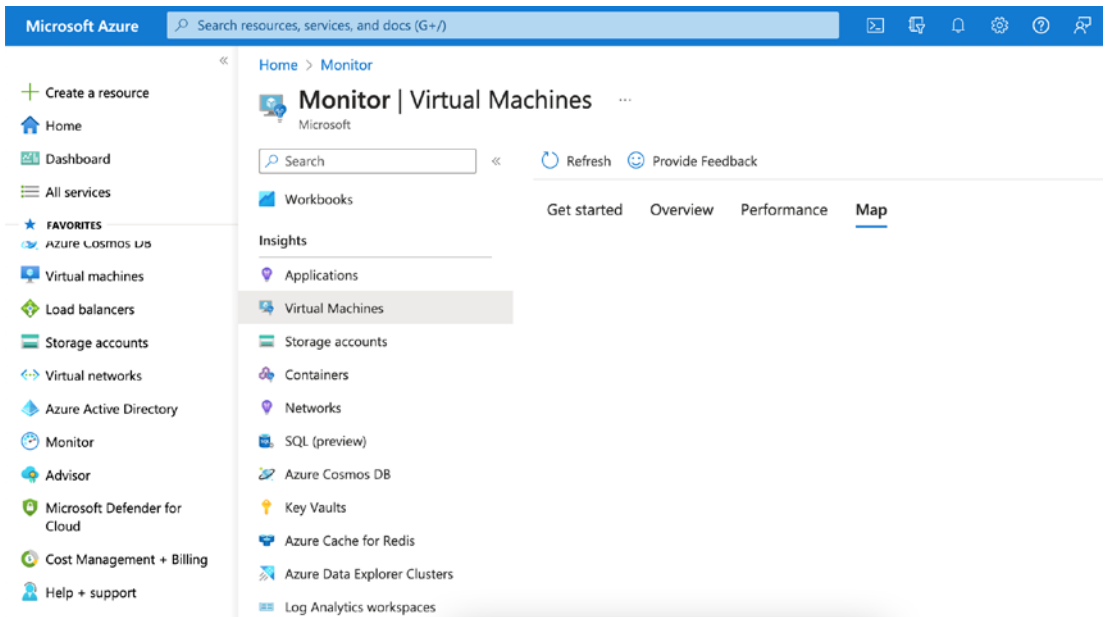 Microsoft Azure
Search resources, services, and docs (G+/)
«
Create a resource
Home
Dashboard
All services
FAVORITES
Azure Cosmos DB
Virtual machines
Load balancers
Storage accounts
Virtual networks
Azure Active Directory
Monitor
Advisor
Microsoft Defender for
Cloud
Cost Management + Billing
Help + support
Home > Monitor
Monitor | Virtual Machines ...
Microsoft
Search «
Workbooks
Insights
Applications
Virtual Machines
Storage accounts
Containers
Networks
SQL (preview)
Azure Cosmos DB
Key Vaults
Azure Cache for Redis
Azure Data Explorer Clusters
Log Analytics workspaces
Refresh Provide Feedback
Get started Overview Performance Map